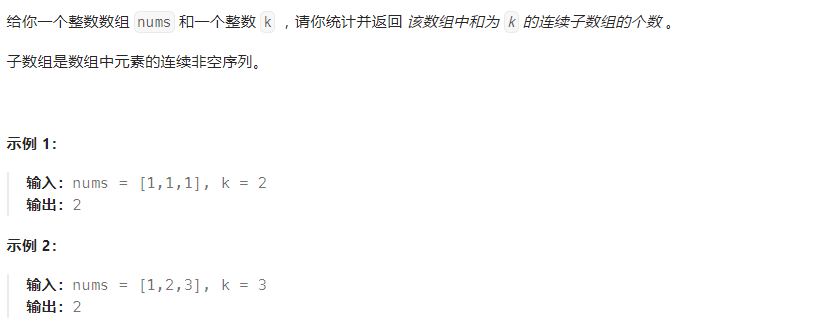 给你一个整数数组 nums 和一个整数 k ，请你统计并返回 该数组中和为 k 的连续子数组的个数 。
子数组是数组中元素的连续非空序列。
示例 1：
输入：nums = [1,1,1], k = 2
输出：2
示例 2：
输入：nums = [1,2,3], k = 3
输出：2